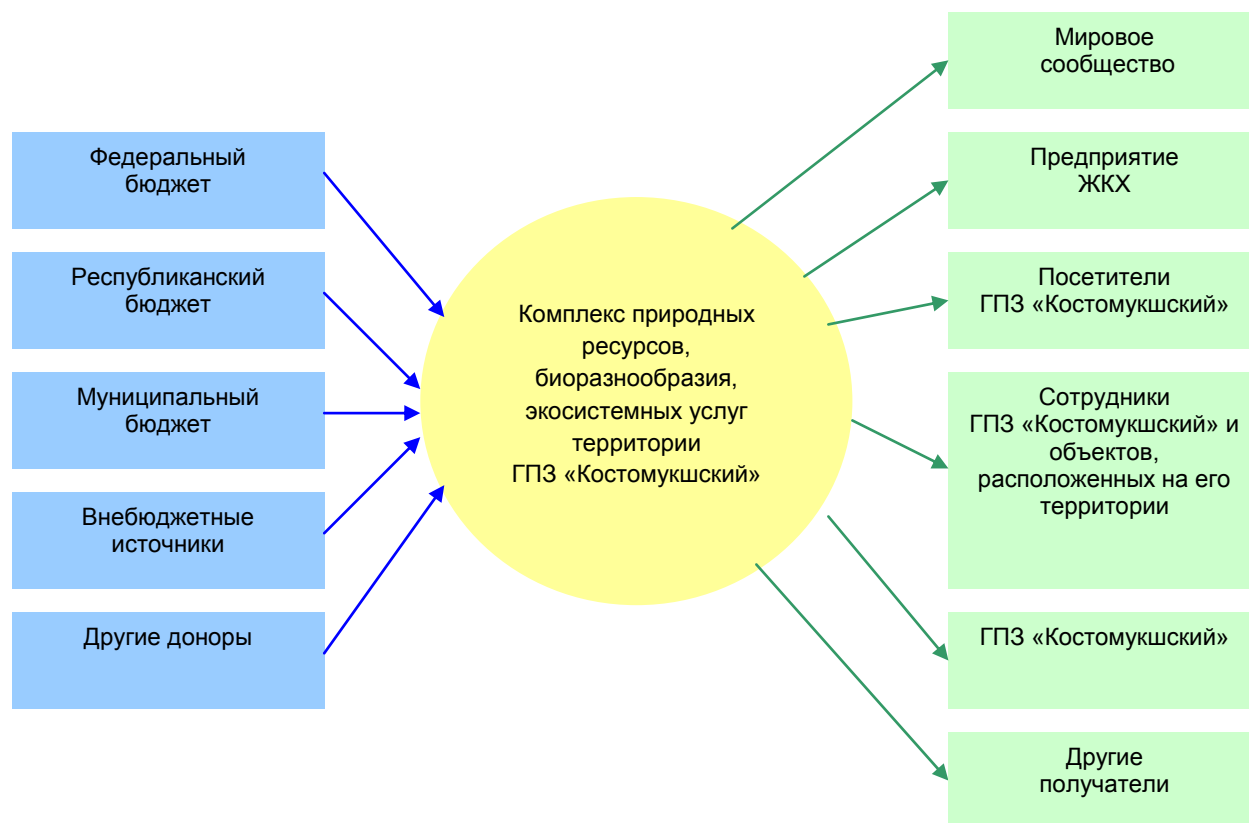 Федеральный
бюджет
Республиканский
бюджет
Муниципальный
бюджет
Внебюджетные
источники
Другие доноры
Комплекс природных
ресурсов,
биоразнообразия,
экосистемных услуг
территории
ГПЗ «Костомукшский»
Мировое
сообщество
Предприятие
ЖКХ
Посетители
ГПЗ «Костомукшский»
Сотрудники
ГПЗ «Костомукшский» и
объектов,
расположенных на его
территории
ГПЗ «Костомукшский»
Другие
получатели